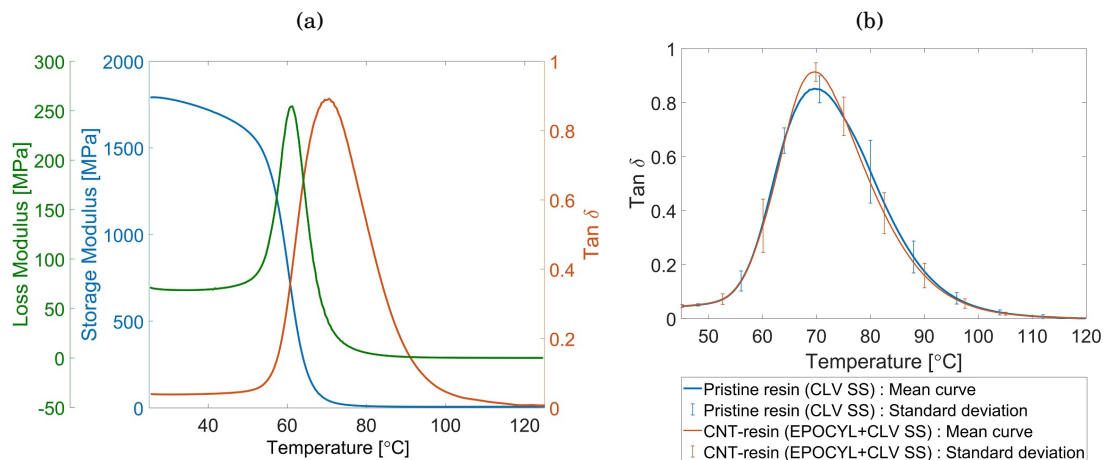 (a)
300
250
200
150
100
50
0
-50
Loss Modulus [MPa]
2000
1500
1000
500
0
Storage Modulus [MPa]
1
0.8
0.6
0.4
0.2
0
Tan δ
40 60 80 100 120
Temperature [°C]
(b)
1
0.8
0.6
0.4
0.2
0
Tan δ
50 60 70 80 90 100 110 120
Temperature [°C]
Pristine resin (CLV SS) : Mean curve
Pristine resin (CLV SS) : Standard deviation
CNT-resin (EPOCYL+CLV SS) : Mean curve
CNT-resin (EPOCYL+CLV SS) : Standard deviation